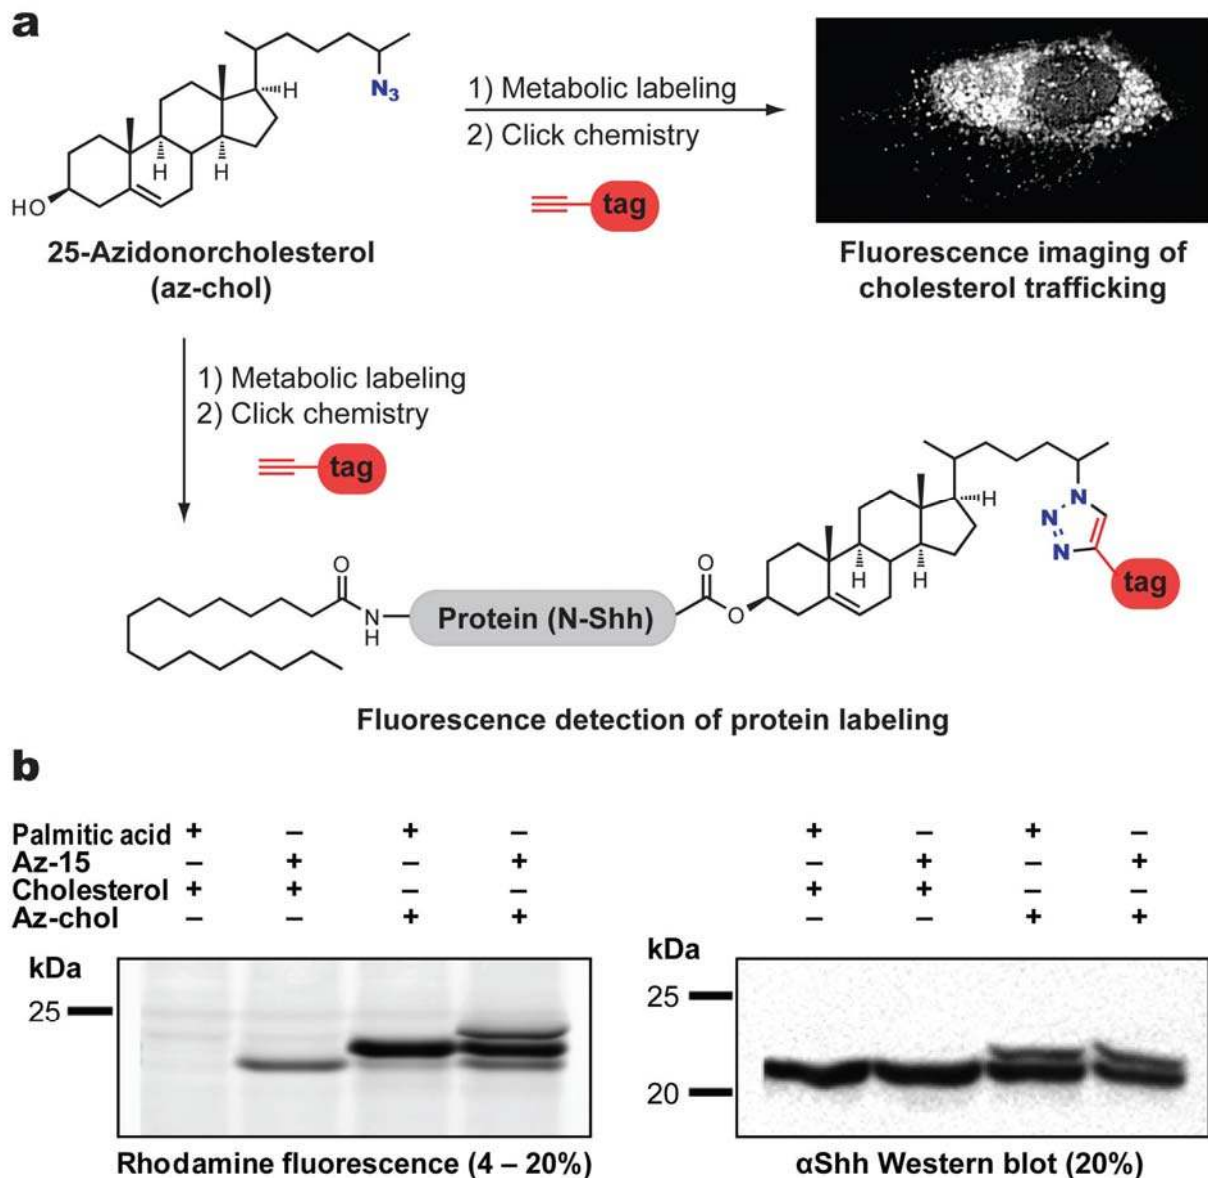 a
N3
H
H
H
HO
25-Azidonorcholesterol
(az-chol)
1) Metabolic labeling
2) Click chemistry
tag
Fluorescence imaging of
cholesterol trafficking
1) Metabolic labeling
2) Click chemistry
tag
O
N
H
Protein (N-Shh)
O
O
H
H
H
N
N
N
tag
Fluorescence detection of protein labeling
b
Palmitic acid + – + –
Az-15 – + – +
Cholesterol + + – –
Az-chol – – + +
kDa
25
Rhodamine fluorescence (4 – 20%)
+ – + –
– + – +
+ + – –
– – + +
kDa
25
20
αShh Western blot (20%)